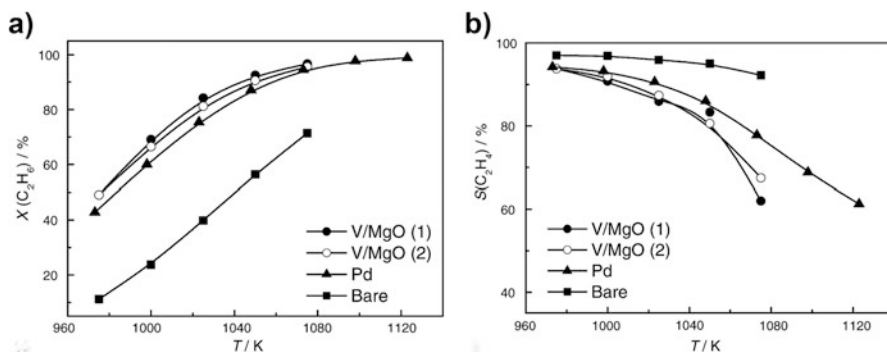 a)
100
80
60
40
20
X (C₂H₆) / %
960
1000
1040
1080
1120
T / K
V/MgO (1)
V/MgO (2)
Pd
Bare
b)
100
80
60
40
S(C₂H₄) / %
960
1000
1040
1080
1120
T / K
V/MgO (1)
V/MgO (2)
Pd
Bare